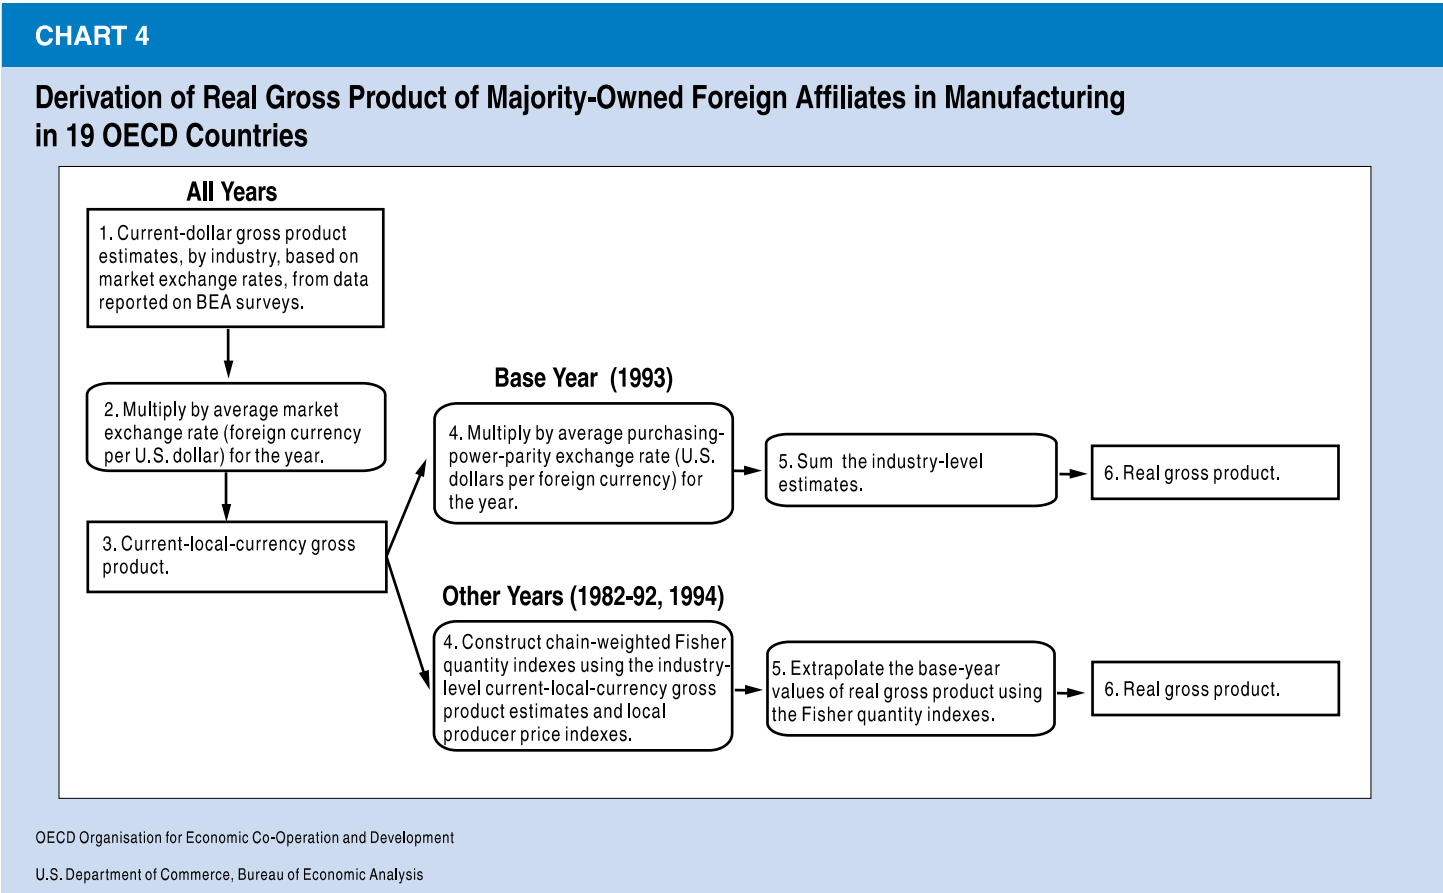 CHART 4
Derivation of Real Gross Product of Majority-Owned Foreign Affiliates in Manufacturing
in 19 OECD Countries
All Years
1. Current-dollar gross product
estimates, by industry, based on
market exchange rates, from data
reported on BEA surveys.
2. Multiply by average market
exchange rate (foreign currency
per U.S. dollar) for the year.
3. Current-local-currency gross
product.
Base Year (1993)
4. Multiply by average purchasing-
power-parity exchange rate (U.S.
dollars per foreign currency) for
the year.
5. Sum the industry-level
estimates.
6. Real gross product.
Other Years (1982-92, 1994)
4. Construct chain-weighted Fisher
quantity indexes using the industry-
level current-local-currency gross
product estimates and local
producer price indexes.
5. Extrapolate the base-year
values of real gross product using
the Fisher quantity indexes.
6. Real gross product.
OECD Organisation for Economic Co-Operation and Development
U.S. Department of Commerce, Bureau of Economic Analysis